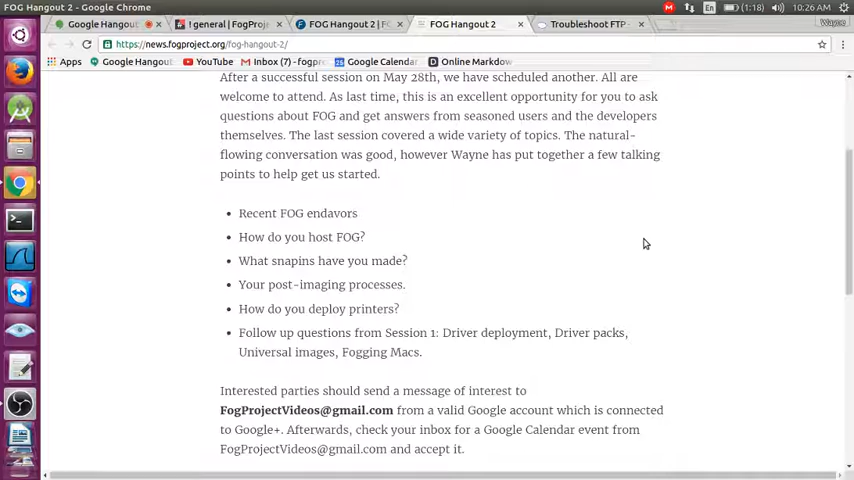 FOG Hangout 2 - Google Chrome
En
(1:18)
10:26 AM
Google Hangout
! general | FogProj
FOG Hangout 2 | F
FOG Hangout 2
Troubleshoot FTP -
Wayne
https://news.fogproject.org/fog-hangout-2/
Apps
Google Hangout
YouTube
Inbox (7) - fogpro
25
Google Calendar
Online Markdow
After a successful session on May 28th, we have scheduled another. All are
welcome to attend. As last time, this is an excellent opportunity for you to ask
questions about FOG and get answers from seasoned users and the developers
themselves. The last session covered a wide variety of topics. The natural-
flowing conversation was good, however Wayne has put together a few talking
points to help get us started.
Recent FOG endavors
How do you host FOG?
What snapins have you made?
Your post-imaging processes.
How do you deploy printers?
Follow up questions from Session 1: Driver deployment, Driver packs,
Universal images, Fogging Macs.
Interested parties should send a message of interest to
FogProjectVideos@gmail.com from a valid Google account which is connected
to Google+. Afterwards, check your inbox for a Google Calendar event from
FogProjectVideos@gmail.com and accept it.